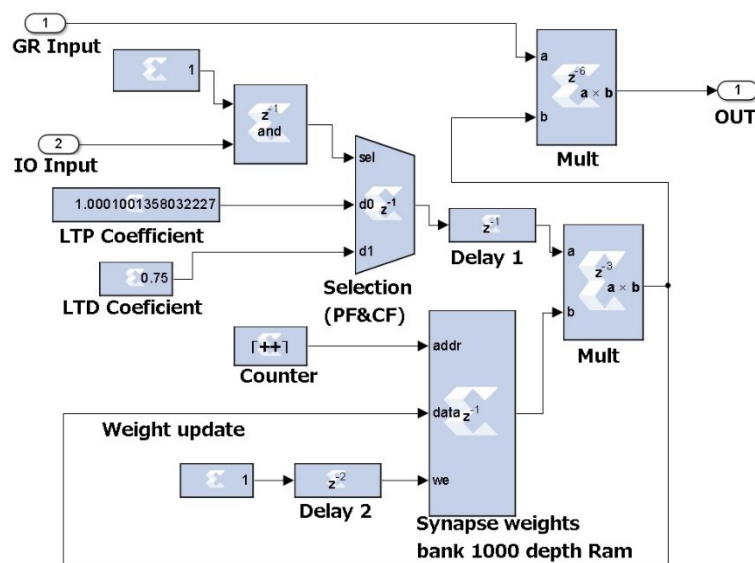 1
GR Input
1
z-1
and
2
IO Input
z-6
a × b
a
b
Mult
1
OUT
1.0001001358032227
LTP Coefficient
0.75
LTD Coeficient
sel
d0 z-1
d1
Selection
(PF&CF)
z-1
Delay 1
z-3
a × b
a
b
Mult
++
Counter
Weight update
1
z-2
Delay 2
addr
data z-1
we
Synapse weights
bank 1000 depth Ram